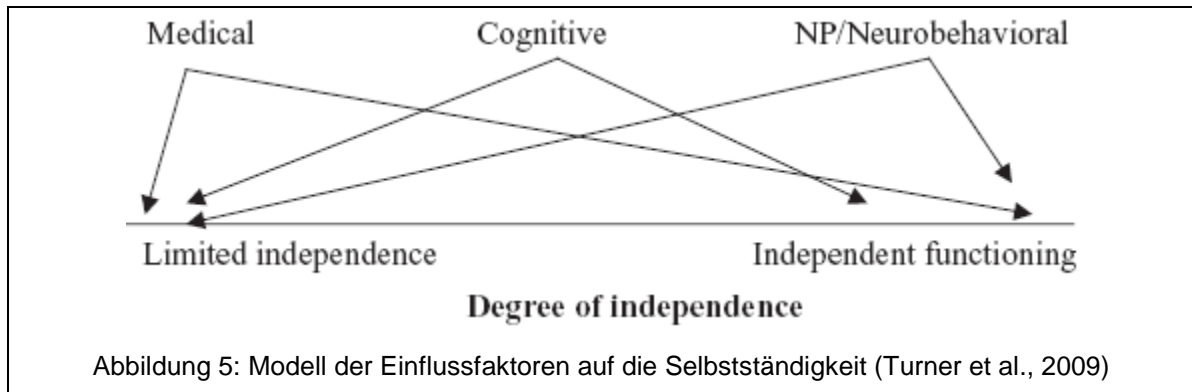 Medical Cognitive NP/Neurobehavioral
Limited independence Independent functioning
Degree of independence
Abbildung 5: Modell der Einflussfaktoren auf die Selbstständigkeit (Turner et al., 2009)